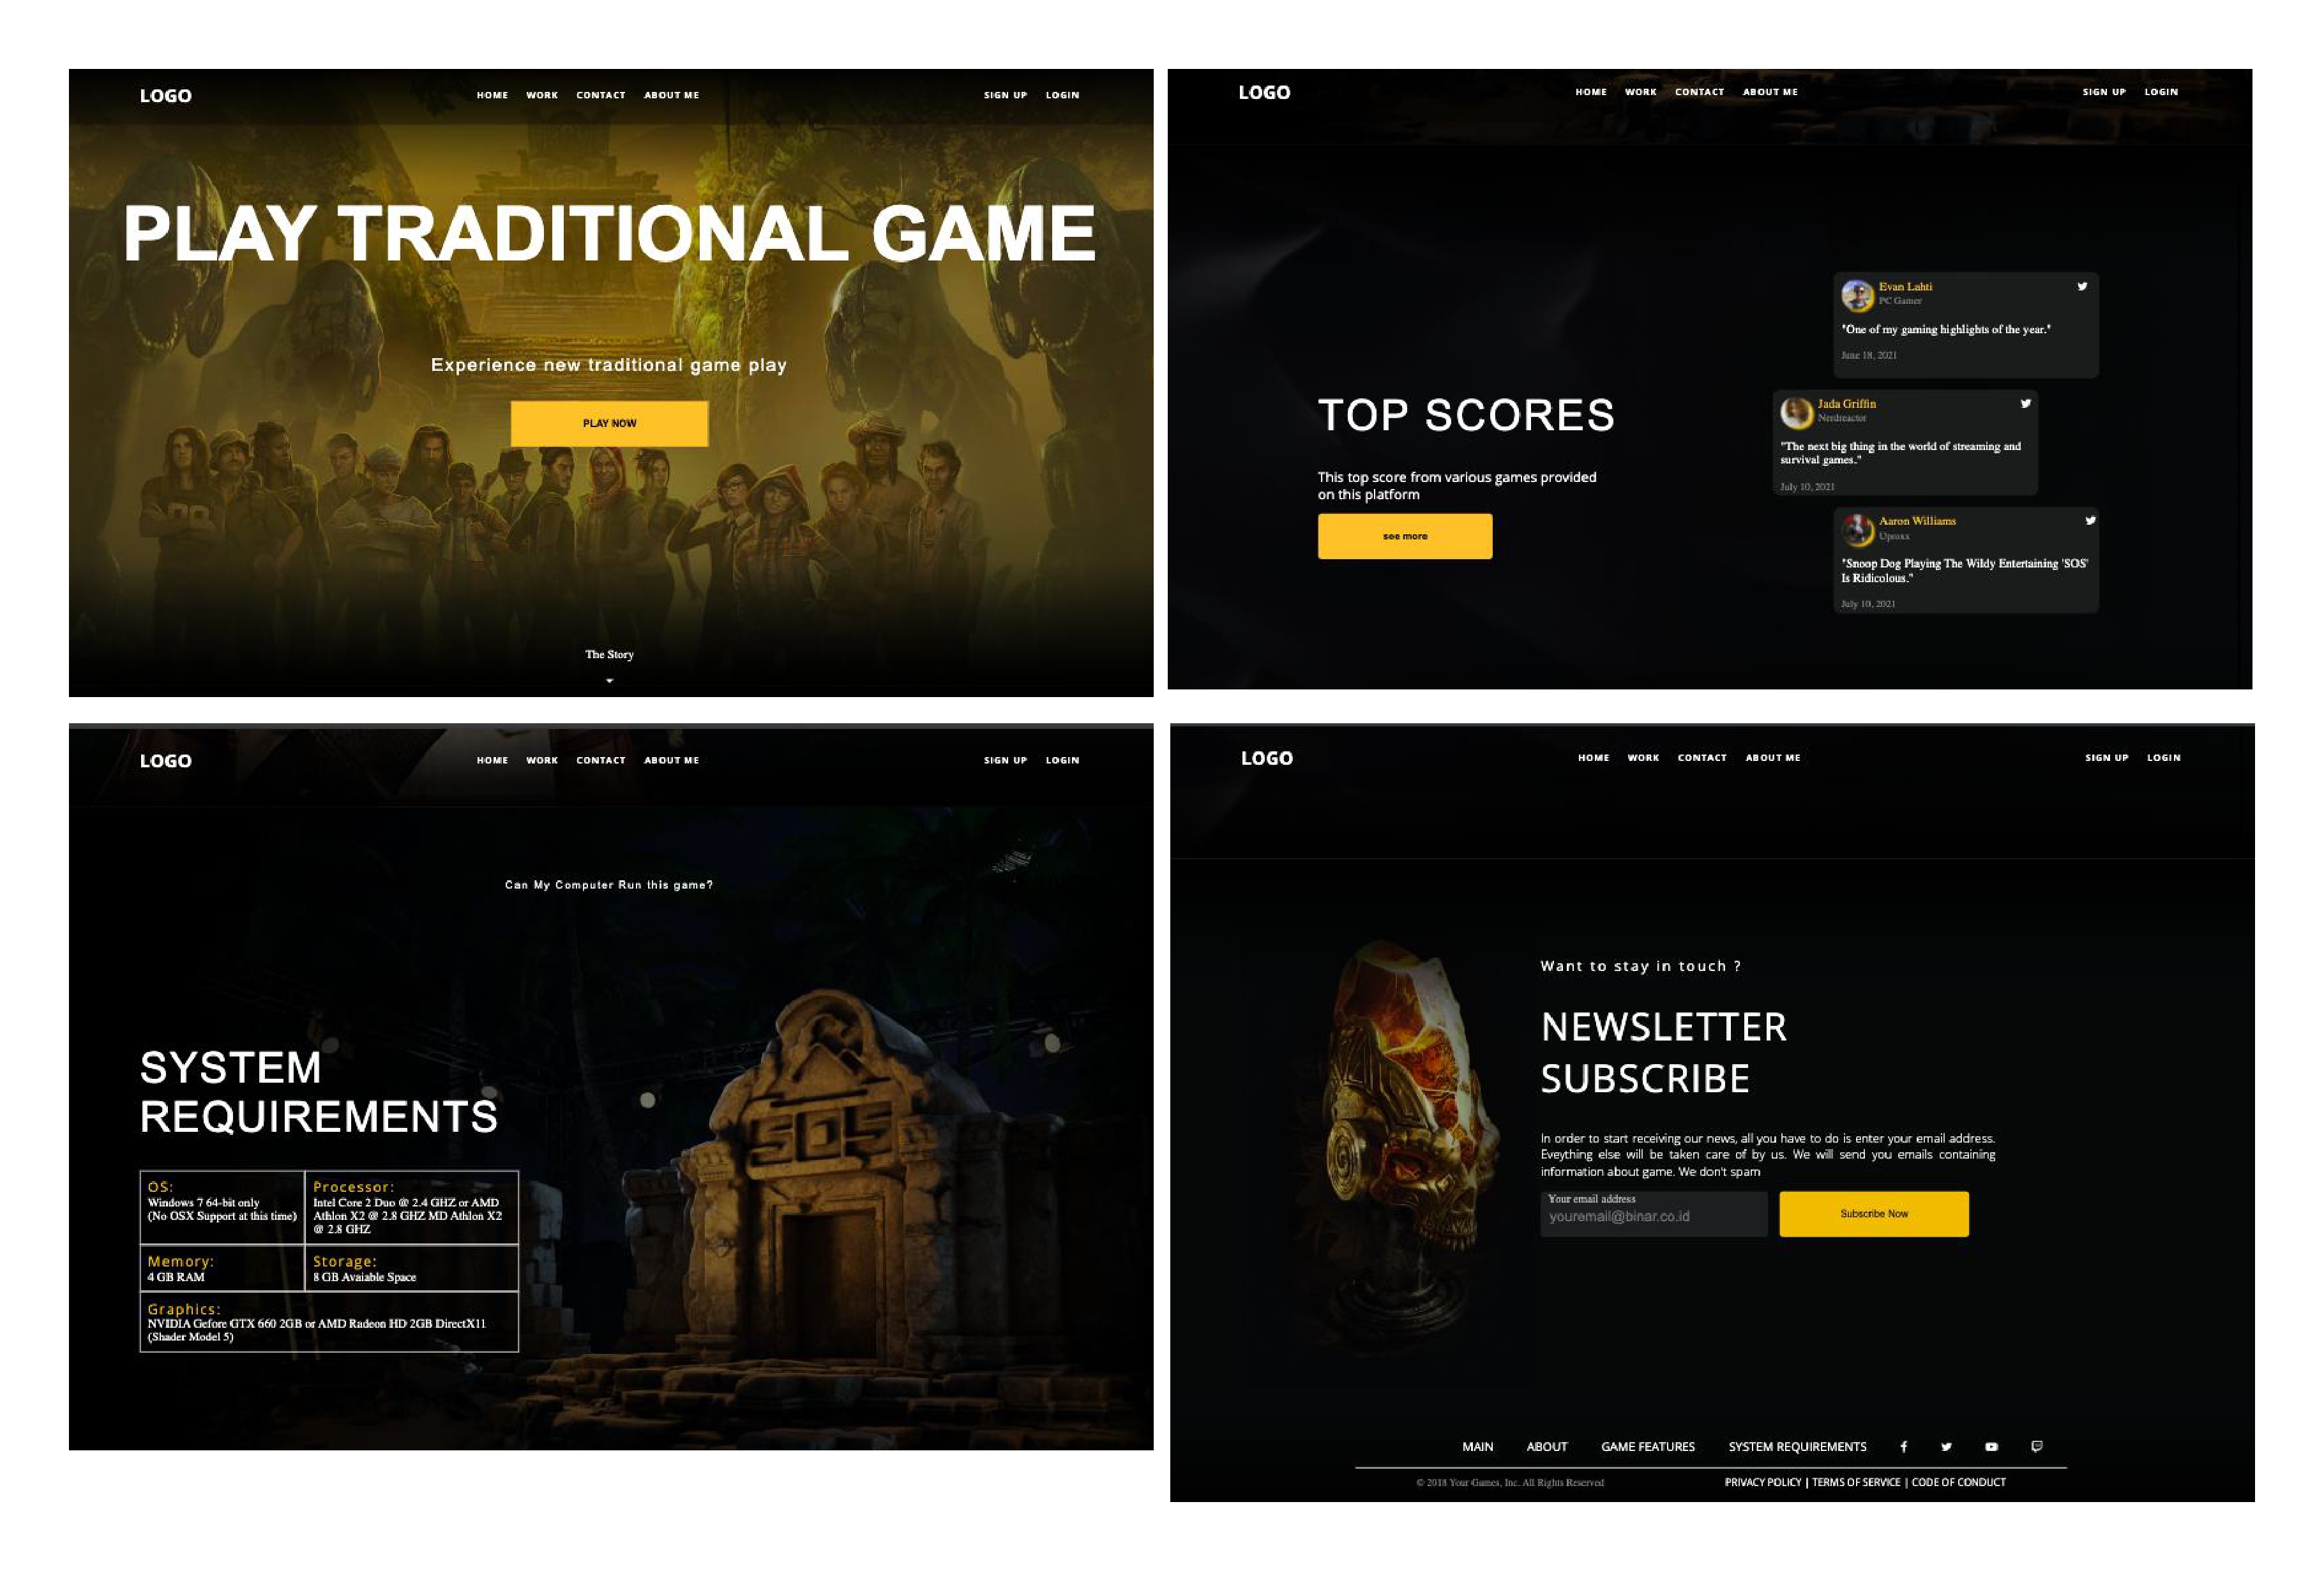 LOGO
HOME WORK CONTACT ABOUT ME
SIGN UP LOGIN
PLAY TRADITIONAL GAME
Experience new traditional game play
PLAY NOW
The Story
LOGO
HOME WORK CONTACT ABOUT ME
SIGN UP LOGIN
TOP SCORES
This top score from various games provided
on this platform
see more
Evan Lahti
PC Gamer
"One of my gaming highlights of the year."
June 18, 2021
Jada Griffin
Nerdreactor
"The next big thing in the world of streaming and
survival games."
July 10, 2021
Aaron Williams
Uproxx
"Snoop Dog Playing The Wildy Entertaining 'SOS'
Is Ridicolous."
July 10, 2021
LOGO
HOME WORK CONTACT ABOUT ME
SIGN UP LOGIN
Can My Computer Run this game?
SYSTEM
REQUIREMENTS
OS:
Windows 7 64-bit only
(No OSX Support at this time)
Processor:
Intel Core 2 Duo @ 2.4 GHZ or AMD
Athlon X2 @ 2.8 GHZ MD Athlon X2
@ 2.8 GHZ
Memory:
4 GB RAM
Storage:
8 GB Avaiable Space
Graphics:
NVIDIA Gefore GTX 660 2GB or AMD Radeon HD 2GB DirectX11
(Shader Model 5)
SOS
LOGO
HOME WORK CONTACT ABOUT ME
SIGN UP LOGIN
Want to stay in touch ?
NEWSLETTER
SUBSCRIBE
In order to start receiving our news, all you have to do is enter your email address.
Eveything else will be taken care of by us. We will send you emails containing
information about game. We don't spam
Your email address
youremail@binar.co.id
Subscribe Now
MAIN ABOUT GAME FEATURES SYSTEM REQUIREMENTS
© 2018 Your Games, Inc. All Rights Reserved
PRIVACY POLICY | TERMS OF SERVICE | CODE OF CONDUCT